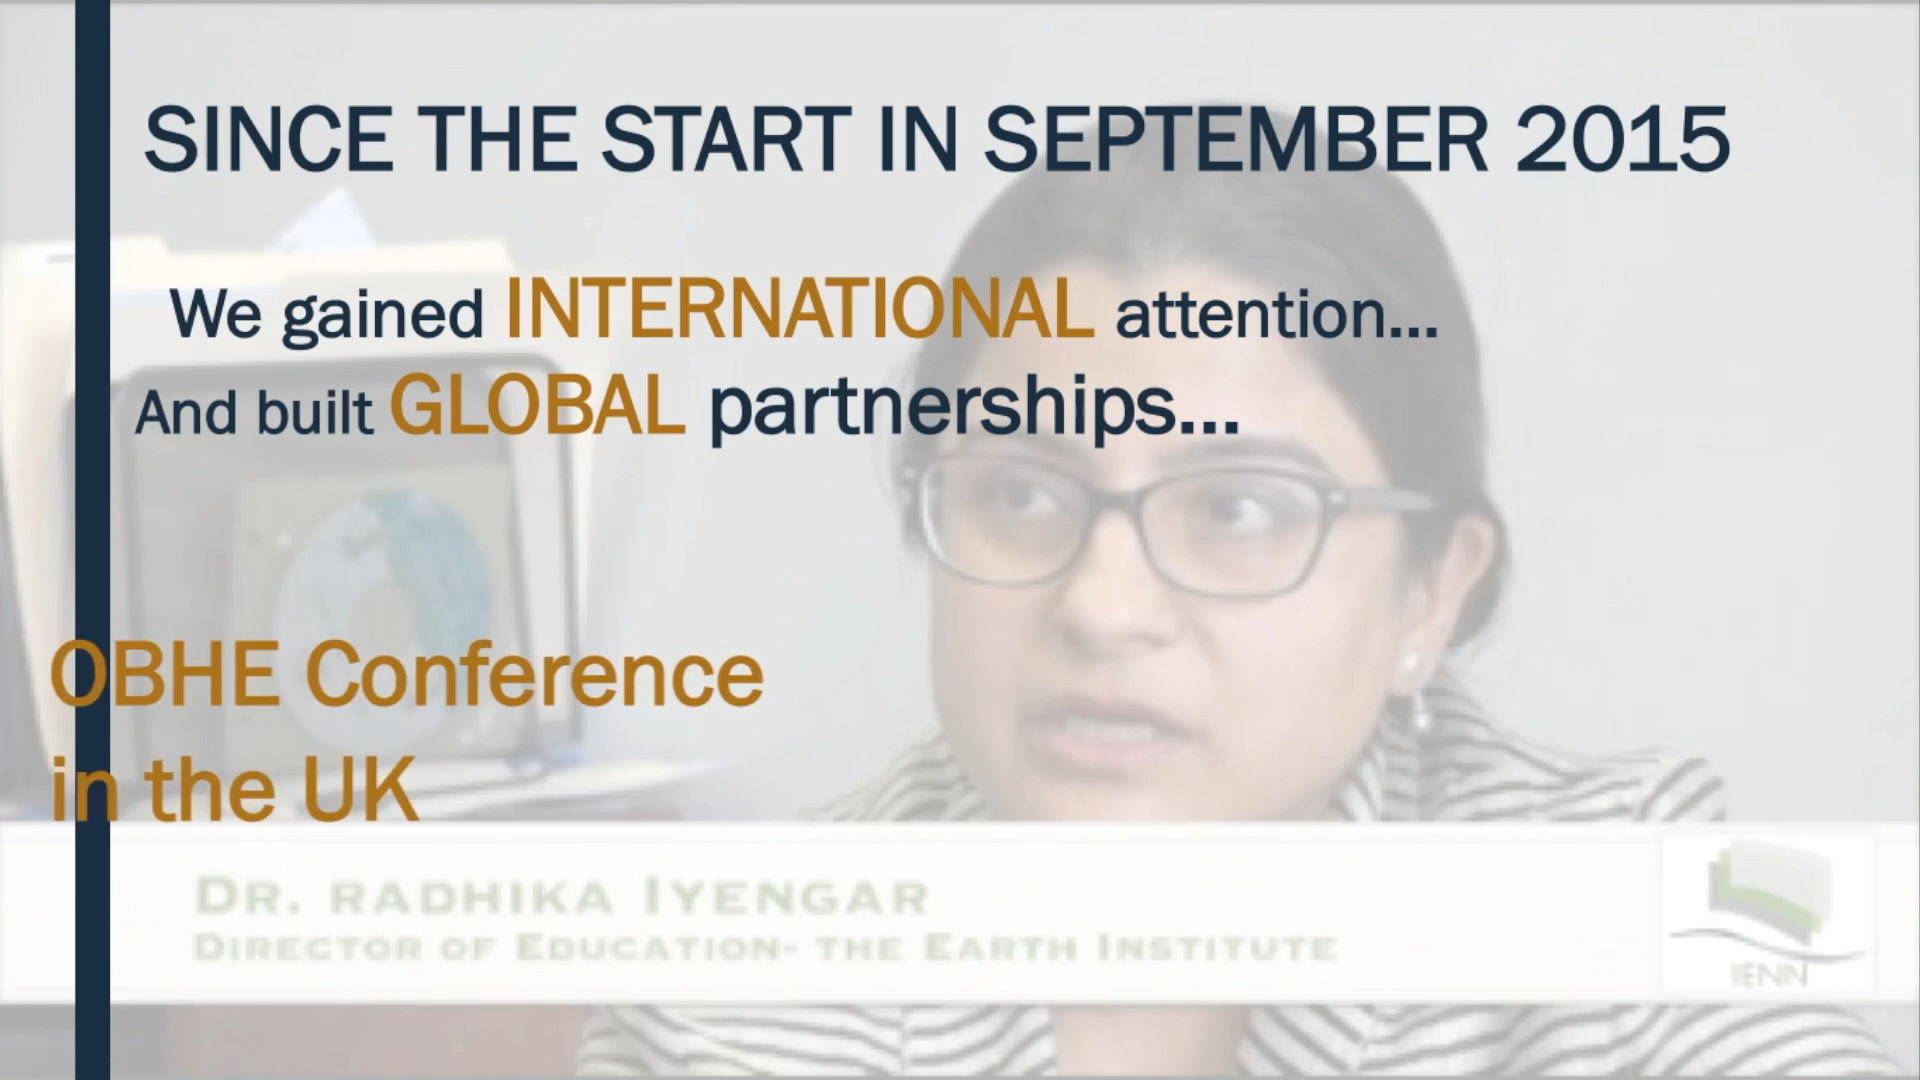 SINCE THE START IN SEPTEMBER 2015
We gained INTERNATIONAL attention...
And built GLOBAL partnerships...
OBHE Conference
in the UK
DR. RADHIKA IYENGAR
DIRECTOR OF EDUCATION- THE EARTH INSTITUTE
IENN